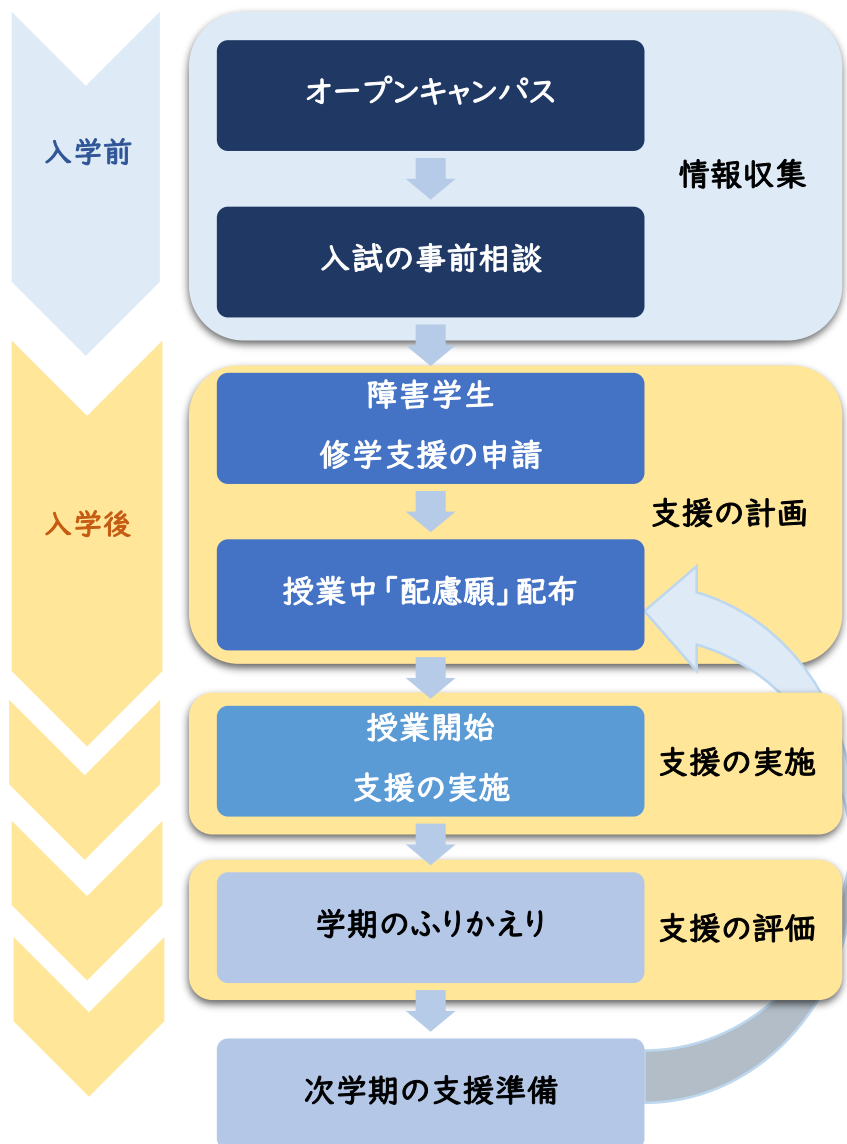 入学前
オープンキャンパス
情報収集
入試の事前相談
障害学生
修学支援の申請
入学後
支援の計画
授業中「配慮願」配布
授業開始
支援の実施
支援の実施
学期のふりかえり
支援の評価
次学期の支援準備